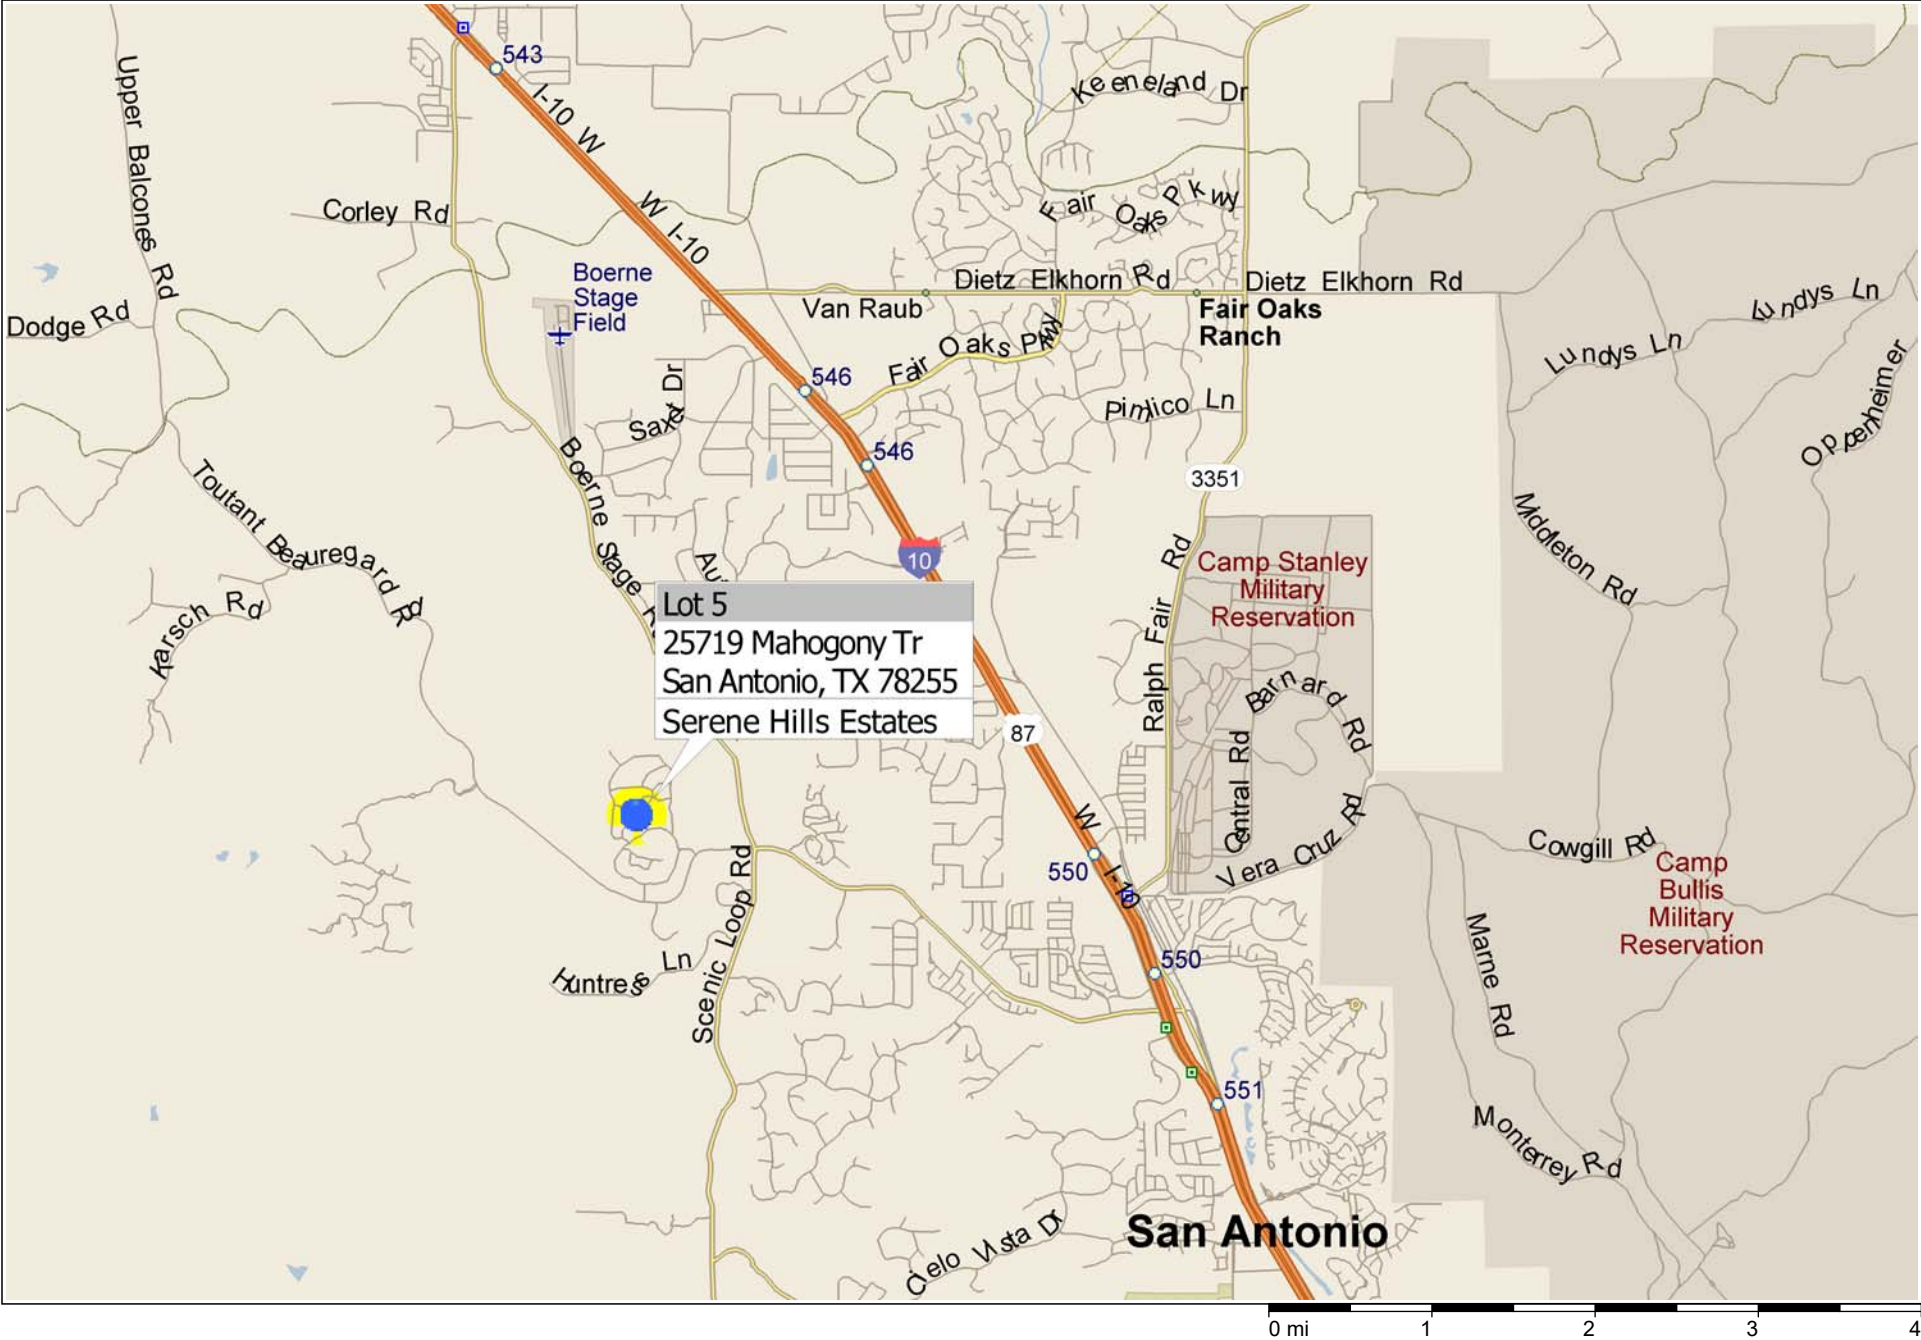 543
Keeneland Dr
I-10 W
Upper Balcones Rd
Fair Oaks Pkwy
Corley Rd
W I-10
Boerne
Stage
Field
Dietz Elkhorn Rd
Dietz Elkhorn Rd
Lundys Ln
Van Raub
Fair Oaks
Ranch
Dodge Rd
Fair Oaks Pkwy
Lundys Ln
Oppenheimer
546
Saxet Dr
Pimlico Ln
546
Boerne Stage Rd
3351
Toutant Beauregard Rd
Middleton Rd
10
Camp Stanley
Military
Reservation
Ralph Fair Rd
Karsch Rd
Lot 5
25719 Mahogony Tr
San Antonio, TX 78255
Serene Hills Estates
Barnard Rd
87
Central Rd
W I-10
Vera Cruz Rd
Cowgill Rd
550
Camp
Bullis
Military
Reservation
Scenic Loop Rd
Marne Rd
Huntress Ln
550
551
Monterrey Rd
Cielo Vista Dr
San Antonio
0 mi 1 2 3 4